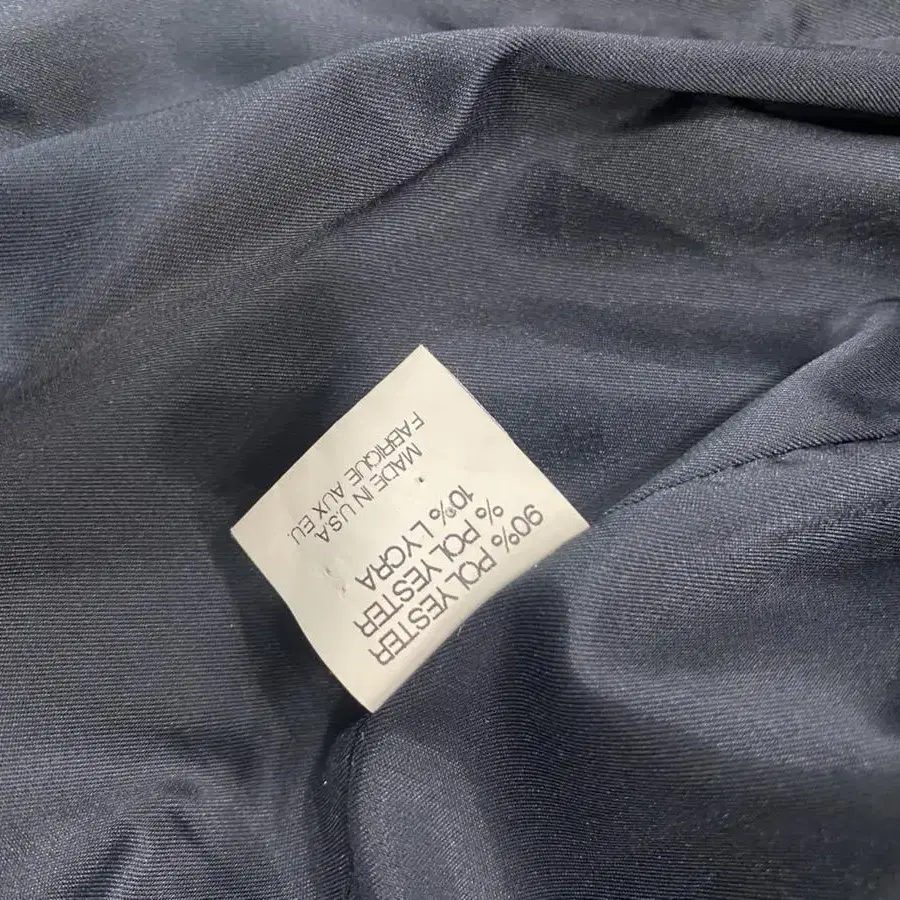 90% POLYESTER
% POLYESTER
10% LYCRA
MADE IN U.S.A
FABRIQUE AUX EU.